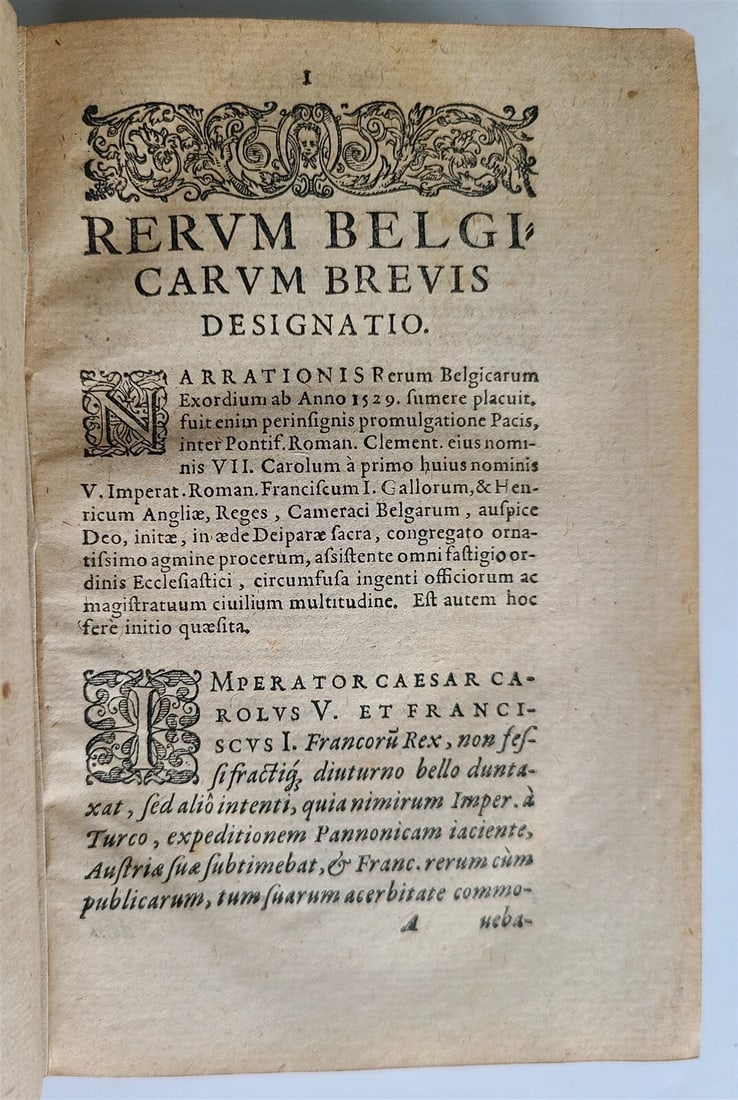 I
RERVM BELGI-
CARVM BREVIS
DESIGNATIO.
NARRATIONIS Rerum Belgicarum
Exordium ab Anno 1529. ſumere placuit.
fuit enim perinſignis promulgatione Pacis,
inter Pontif. Roman. Clement. eius nomi-
nis VII. Carolum à primo huius nominis
V. Imperat. Roman. Franciſcum I. Gallorum, & Hen-
ricum Angliæ, Reges , Cameraci Belgarum , auſpice
Deo, initæ, in æde Deiparæ ſacra, congregato orna-
tiſſimo agmine procerum, aſſiſtente omni faſtigio or-
dinis Eccleſiaſtici , circumfuſa ingenti officiorum ac
magiſtratuum ciuilium multitudine. Eſt autem hoc
ferè initio quæſita.
IMPERATOR CAESAR CA-
ROLVS V. ET FRANCI-
SCVS I. Francorũ Rex, non feſ-
ſi fractiq́ꝫ diuturno bello dunta-
xat, ſed aliò intenti, quia nimirum Imper. à
Turco, expeditionem Pannonicam iaciente,
Auſtriæ ſuæ ſubtimebat, & Franc. rerum cùm
publicarum, tum ſuarum acerbitate commo-
A ueba-